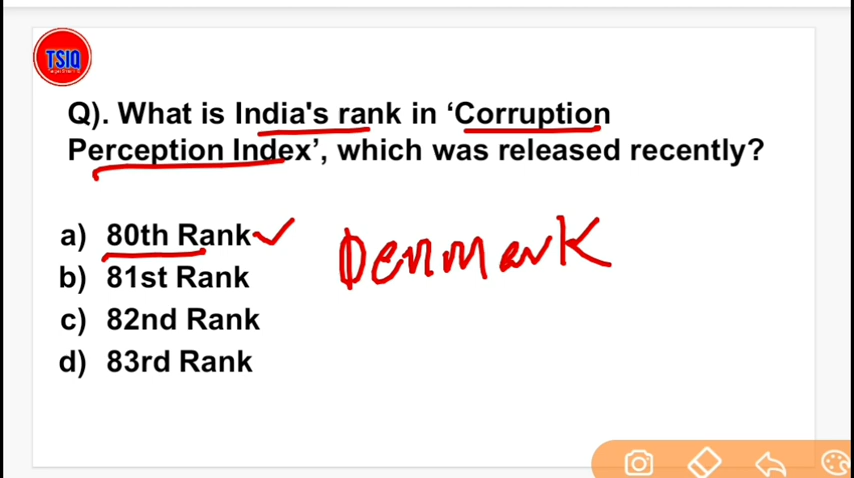 TSIQ
Q). What is India's rank in ‘Corruption
Perception Index’, which was released recently?
a) 80th Rank
Denmark
b) 81st Rank
c) 82nd Rank
d) 83rd Rank